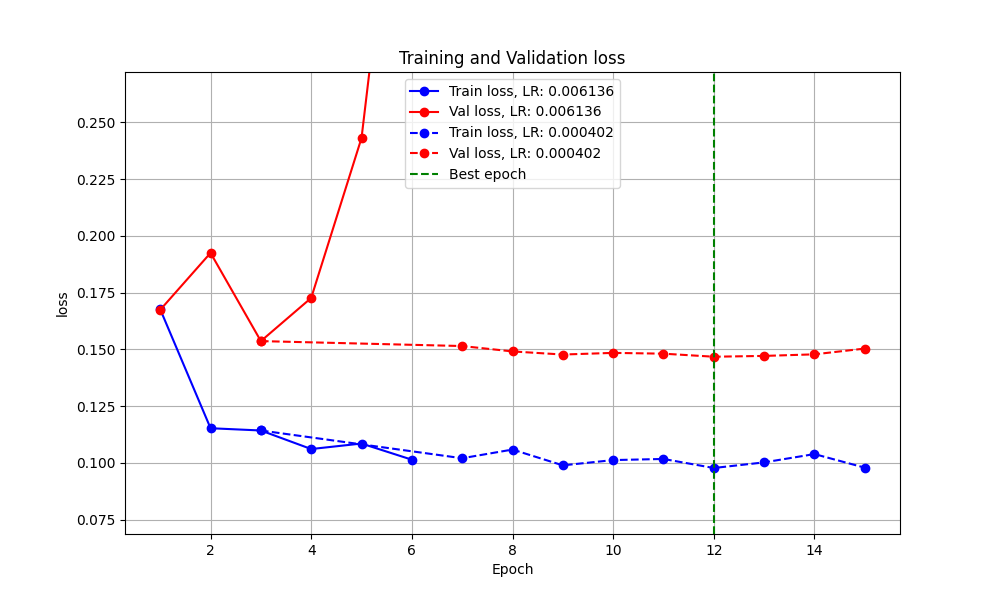 Training and Validation loss
Train loss, LR: 0.006136
Val loss, LR: 0.006136
Train loss, LR: 0.000402
Val loss, LR: 0.000402
Best epoch
loss
0.250
0.225
0.200
0.175
0.150
0.125
0.100
0.075
2 4 6 8 10 12 14
Epoch